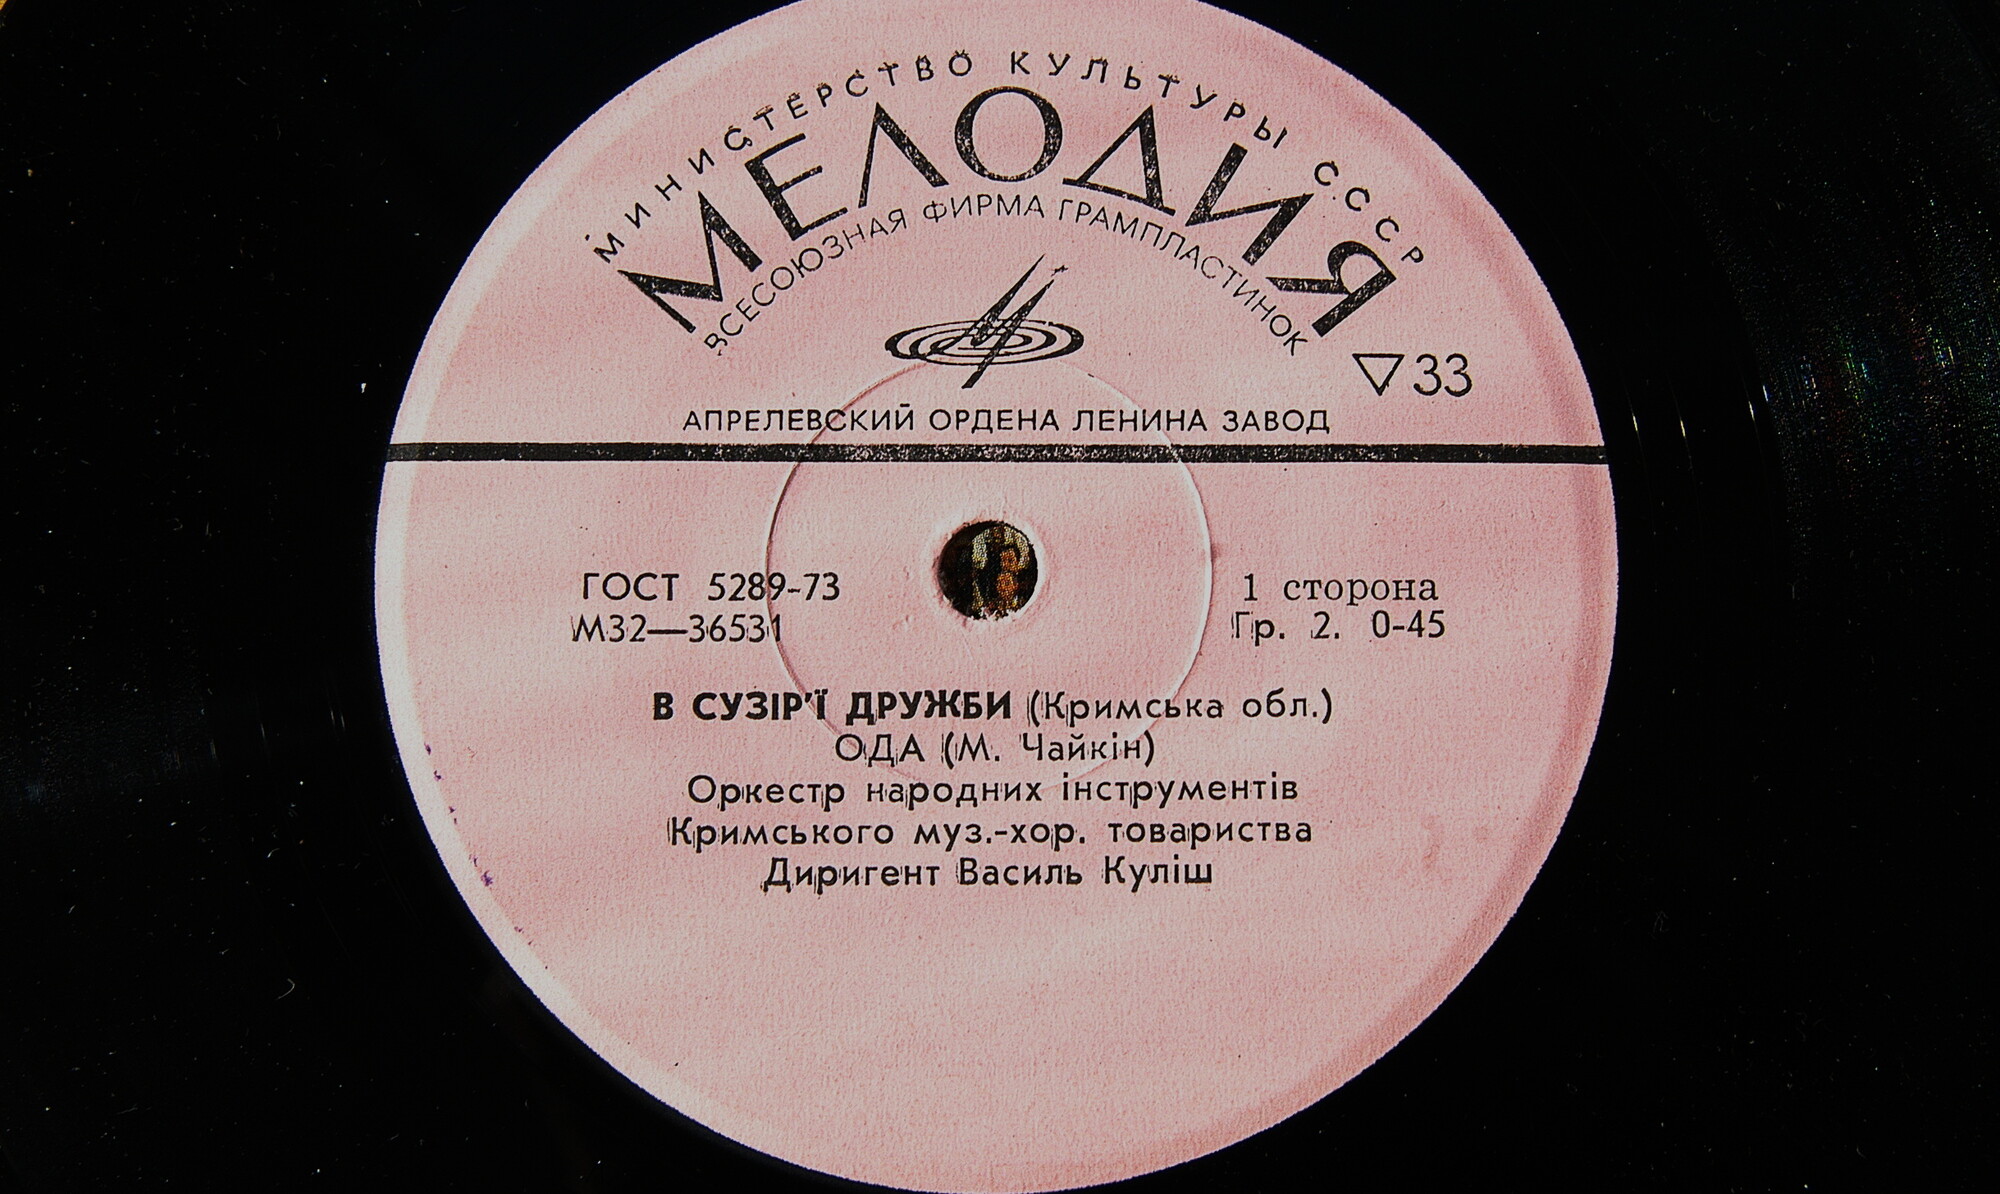 МИНИСТЕРСТВО КУЛЬТУРЫ СССР
МЕЛОДИЯ
ВСЕСОЮЗНАЯ ФИРМА ГРАМПЛАСТИНОК
▽33
АПРЕЛЕВСКИЙ ОРДЕНА ЛЕНИНА ЗАВОД
ГОСТ 5289-73
М32—36531
1 сторона
Гр. 2. 0-45
В СУЗІР'Ї ДРУЖБИ (Кримська обл.)
ОДА (М. Чайкін)
Оркестр народних інструментів
Кримського муз.-хор. товариства
Диригент Василь Куліш